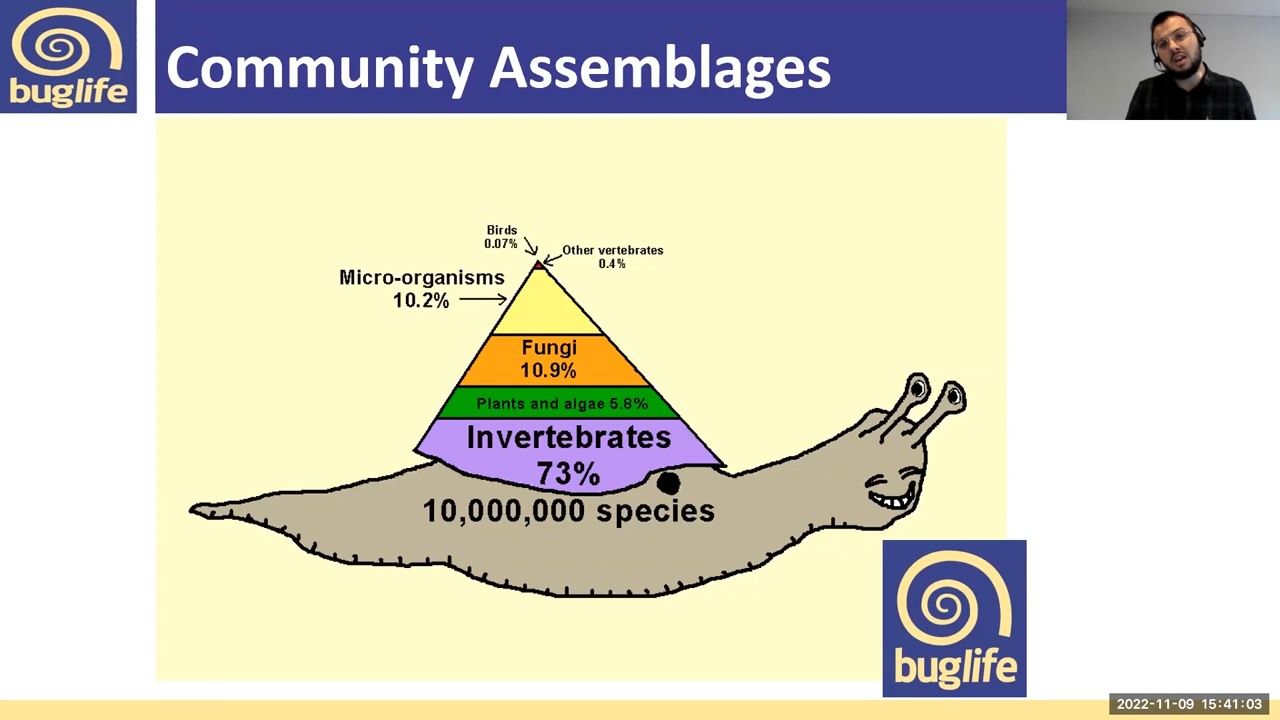 buglife
Community Assemblages
Birds
0.07%
Other vertebrates
0.4%
Micro-organisms
10.2%
Fungi
10.9%
Plants and algae 5.8%
Invertebrates
73%
10,000,000 species
buglife
2022-11-09 15:41:03